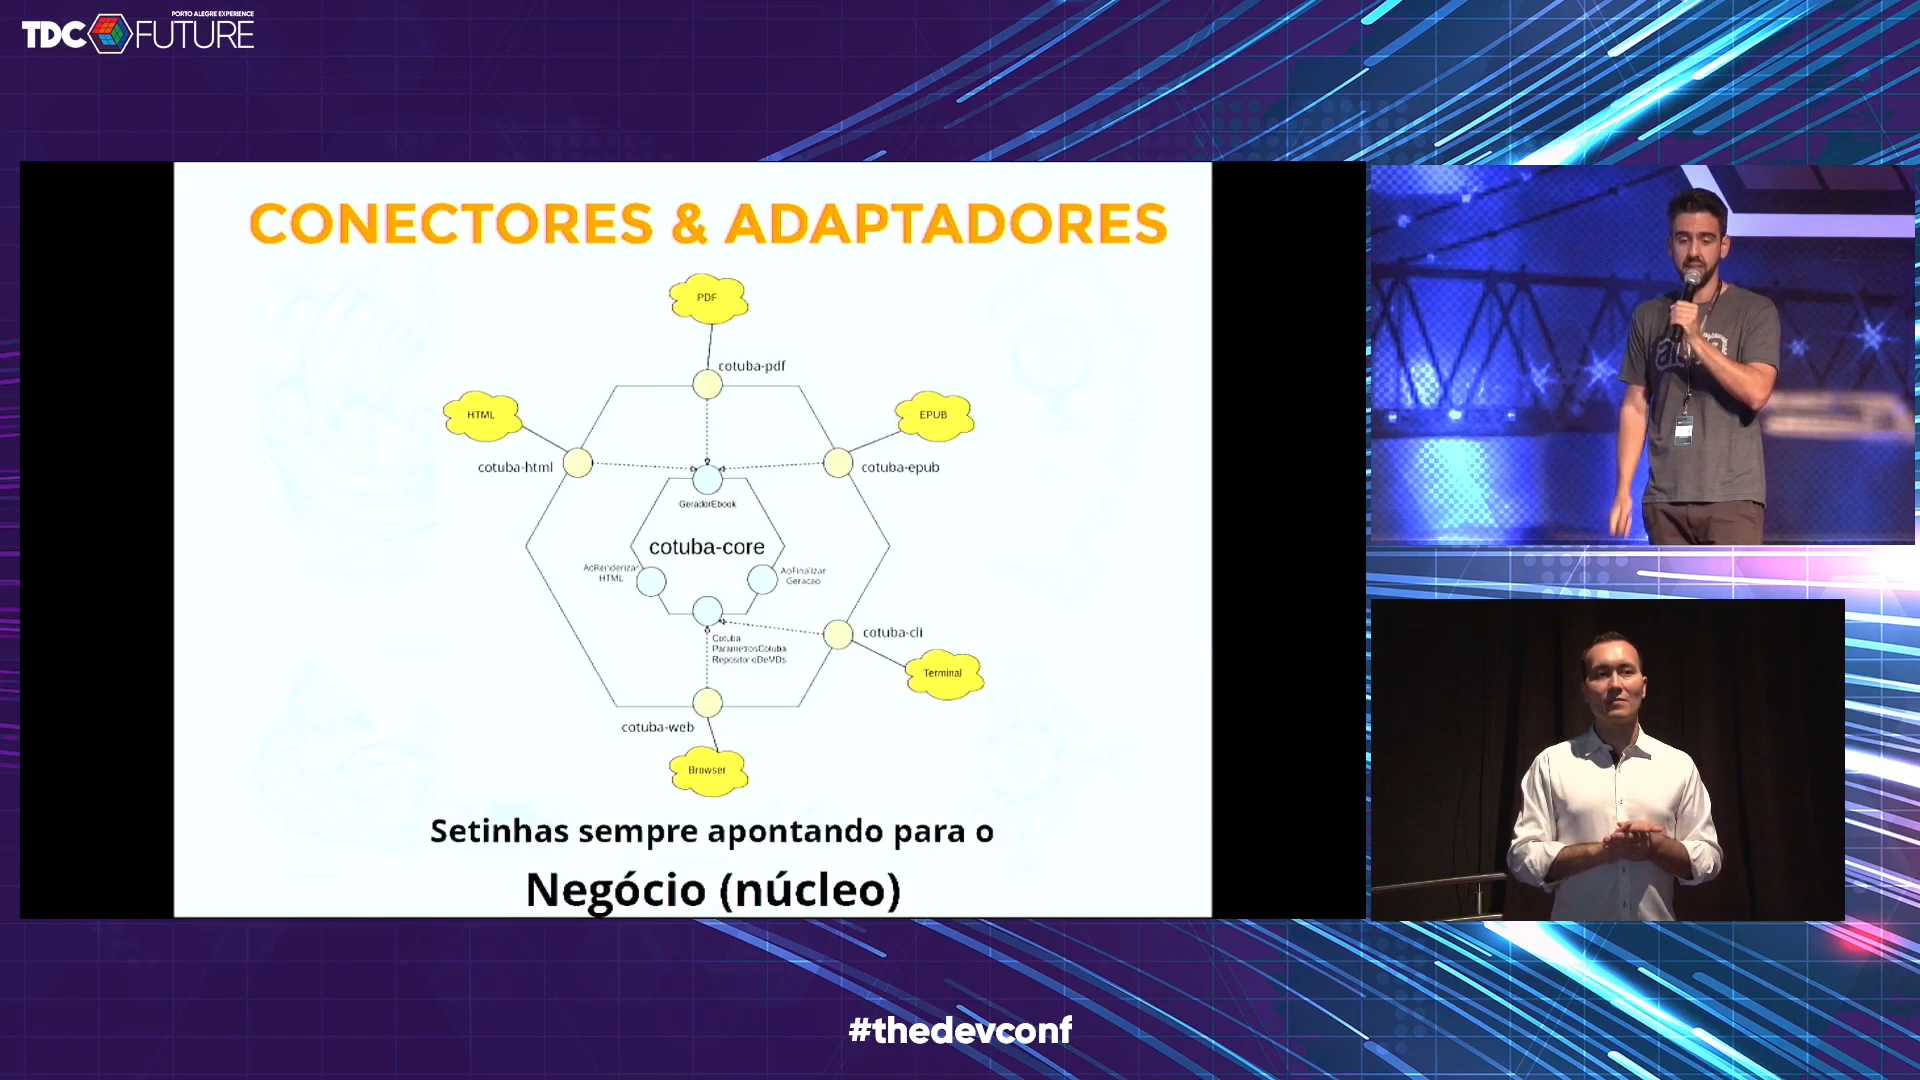 PORTO ALEGRE EXPERIENCE
TDC FUTURE
CONECTORES & ADAPTADORES
PDF
cotuba-pdf
HTML
EPUB
cotuba-html
cotuba-epub
GeradorEbook
cotuba-core
AoRenderizar
HTML
AoFinalizar
Geracao
cotuba-cli
Cotuba
ParametrosCotuba
RepositorioDeMDs
Terminal
cotuba-web
Browser
Setinhas sempre apontando para o
Negócio (núcleo)
#thedevconf